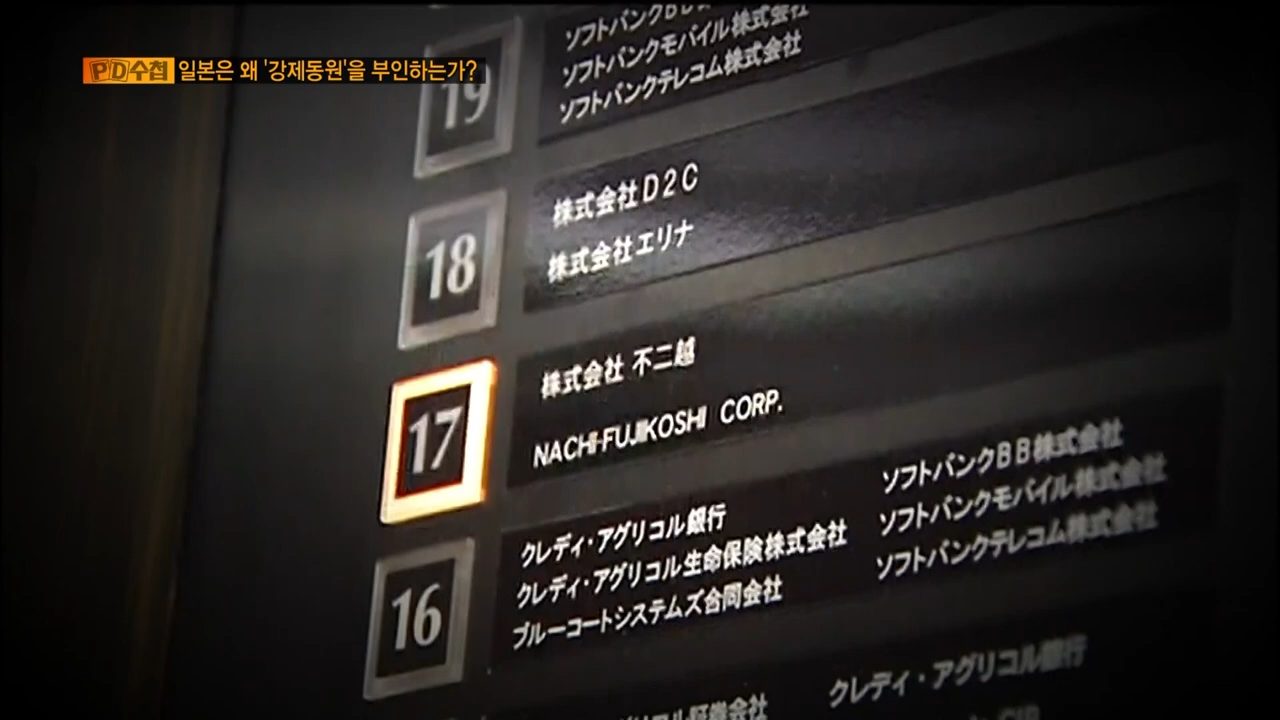 PD수첩 일본은 왜 '강제동원'을 부인하는가?
19
ソフトバンクモバイル株式会社
ソフトバンクテレコム株式会社
18
株式会社D2C
株式会社エリナ
17
株式会社 不二越
NACHI-FUJIKOSHI CORP.
16
クレディ・アグリコル銀行
クレディ・アグリコル生命保険株式会社
ブルーコートシステムズ合同会社
ソフトバンクBB株式会社
ソフトバンクモバイル株式会社
ソフトバンクテレコム株式会社
クレディ・アグリコル銀行